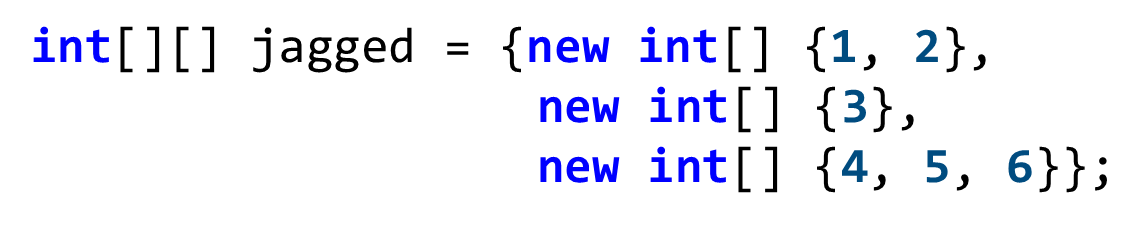 int[][] jagged = {new int[] {1, 2},
new int[] {3},
new int[] {4, 5, 6}};